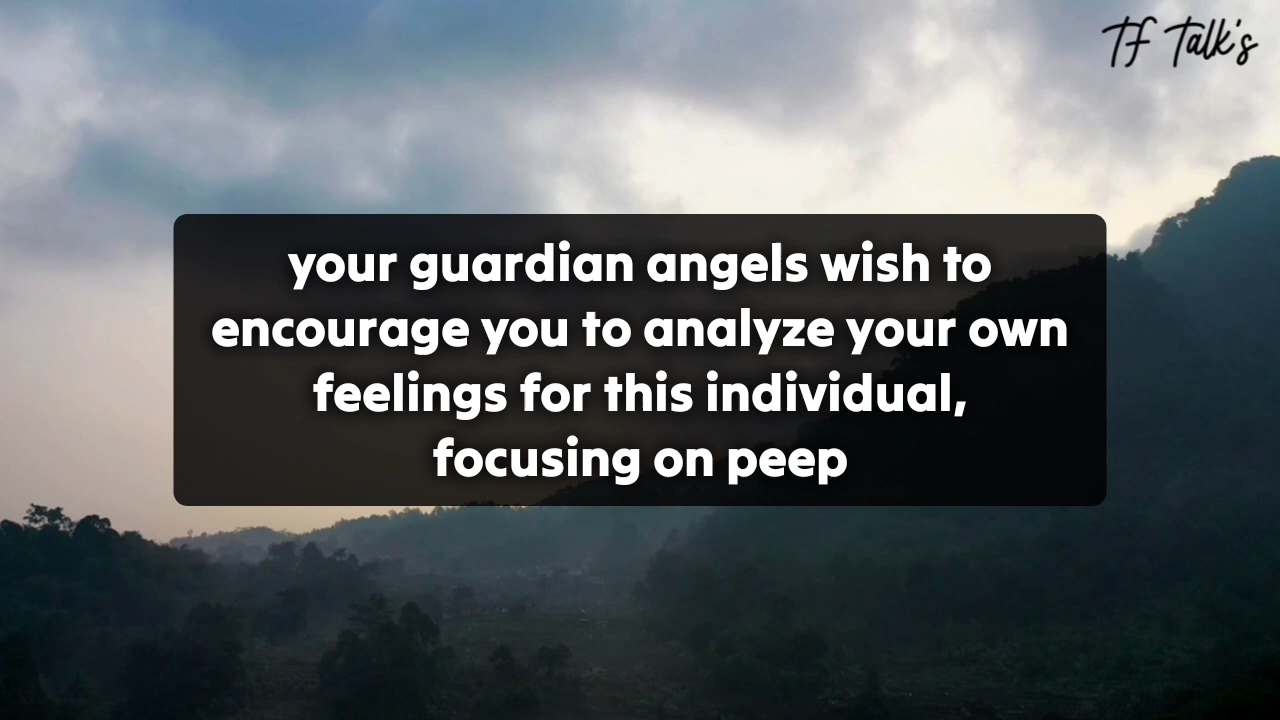 TF Talk's
your guardian angels wish to
encourage you to analyze your own
feelings for this individual,
focusing on peep